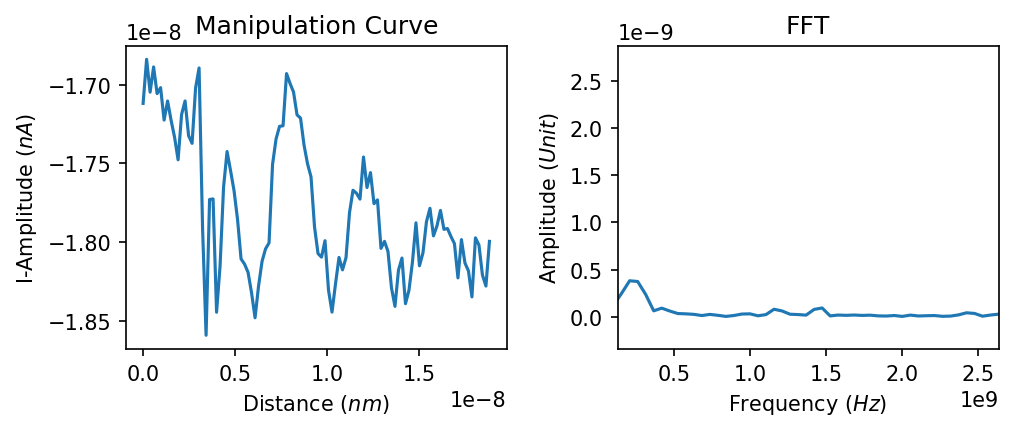 Manipulation Curve
1e−8
−1.70
−1.75
−1.80
−1.85
I-Amplitude (nA)
0.0 0.5 1.0 1.5
Distance (nm)
1e−8
FFT
1e−9
2.5
2.0
1.5
1.0
0.5
0.0
Amplitude (Unit)
0.5 1.0 1.5 2.0 2.5
Frequency (Hz)
1e9